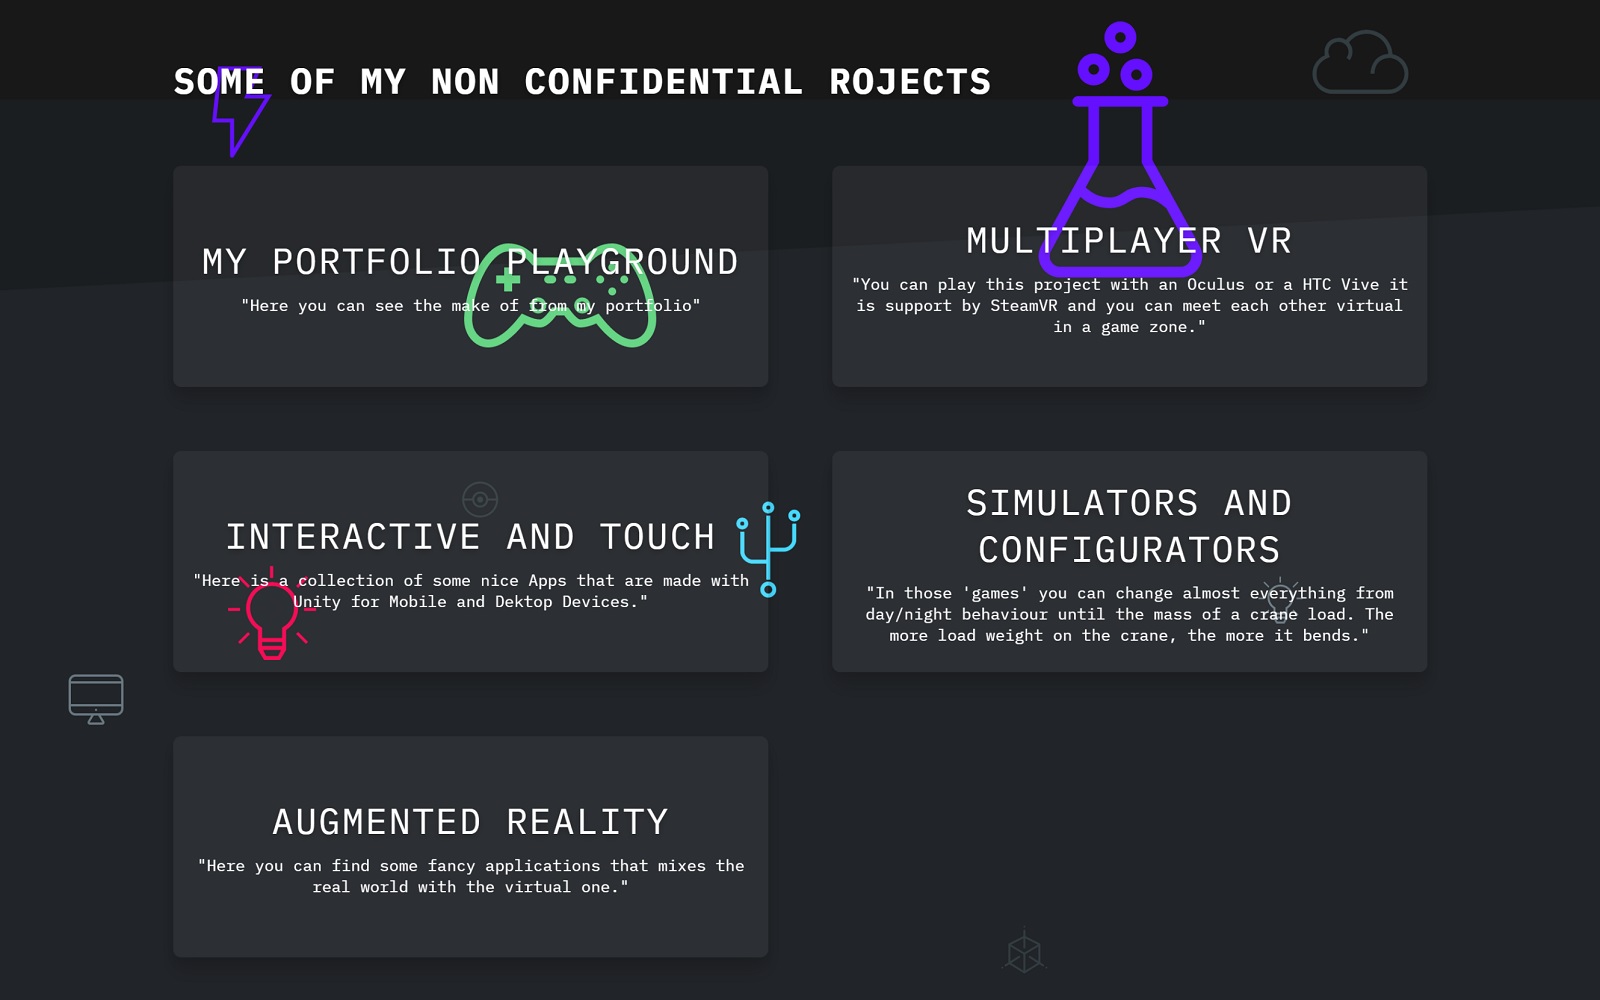 SOME OF MY NON CONFIDENTIAL ROJECTS
MY PORTFOLIO PLAYGROUND
"Here you can see the make of from my portfolio"
MULTIPLAYER VR
"You can play this project with an Oculus or a HTC Vive it
is support by SteamVR and you can meet each other virtual
in a game zone."
INTERACTIVE AND TOUCH
"Here is a collection of some nice Apps that are made with
Unity for Mobile and Dektop Devices."
SIMULATORS AND
CONFIGURATORS
"In those 'games' you can change almost everything from
day/night behaviour until the mass of a crane load. The
more load weight on the crane, the more it bends."
AUGMENTED REALITY
"Here you can find some fancy applications that mixes the
real world with the virtual one."